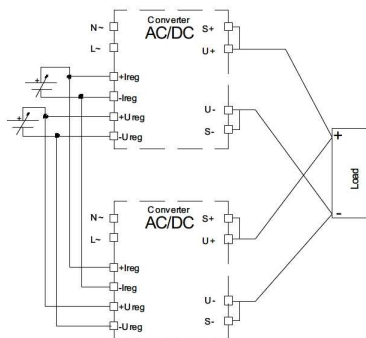 Converter
AC/DC
N~
L~
+Ireg
-Ireg
+Ureg
-Ureg
S+
U+
U-
S-
+
-
Load
+
+
Converter
AC/DC
N~
L~
+Ireg
-Ireg
+Ureg
-Ureg
S+
U+
U-
S-